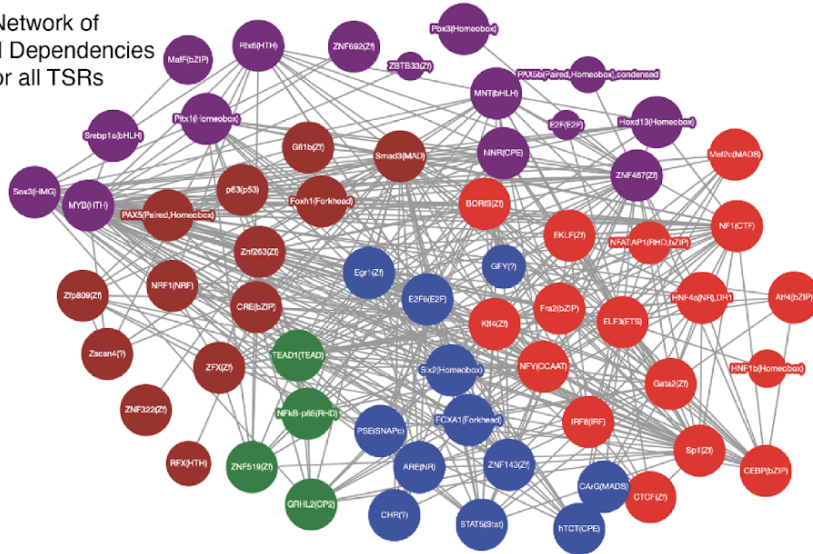 Network of
l Dependencies
or all TSRs
Pbx3(Homeobox)
Rfx6(HTH)
ZNF692(Zf)
MafF(bZIP)
ZBTB33(Zf)
PAX5b(Paired,Homeobox),condensed
MNT(bHLH)
Pitx1(Homeobox)
E2F(E2F)
Hoxd13(Homeobox)
Srebp1a(bHLH)
Gfi1b(Zf)
Smad3(MAD)
hINR(CPE)
Mef2c(MADS)
ZNF467(Zf)
Sox3(HMG)
p63(p53)
MYB(HTH)
Foxh1(Forkhead)
BORIS(Zf)
PAX5(Paired,Homeobox)
NF1(CTF)
EKLF(Zf)
NFAT:AP1(RHD,bZIP)
Znf263(Zf)
Egr1(Zf)
GFY(?)
NRF1(NRF)
Zfp809(Zf)
E2F6(E2F)
HNF4a(NR),DR1
Atf4(bZIP)
CRE(bZIP)
Fra2(bZIP)
Klf4(Zf)
ELF3(ETS)
Zscan4(?)
TEAD1(TEAD)
ZFX(Zf)
Six2(Homeobox)
NFY(CCAAT)
HNF1b(Homeobox)
Gata2(Zf)
ZNF322(Zf)
NFkB-p65(RHD)
FOXA1(Forkhead)
IRF8(IRF)
PSE(SNAPc)
Sp1(Zf)
RFX(HTH)
ZNF519(Zf)
ARE(NR)
ZNF143(Zf)
CEBP(bZIP)
CArG(MADS)
CTCF(Zf)
GRHL2(CP2)
CHR(?)
STAT5(Stat)
hTCT(CPE)